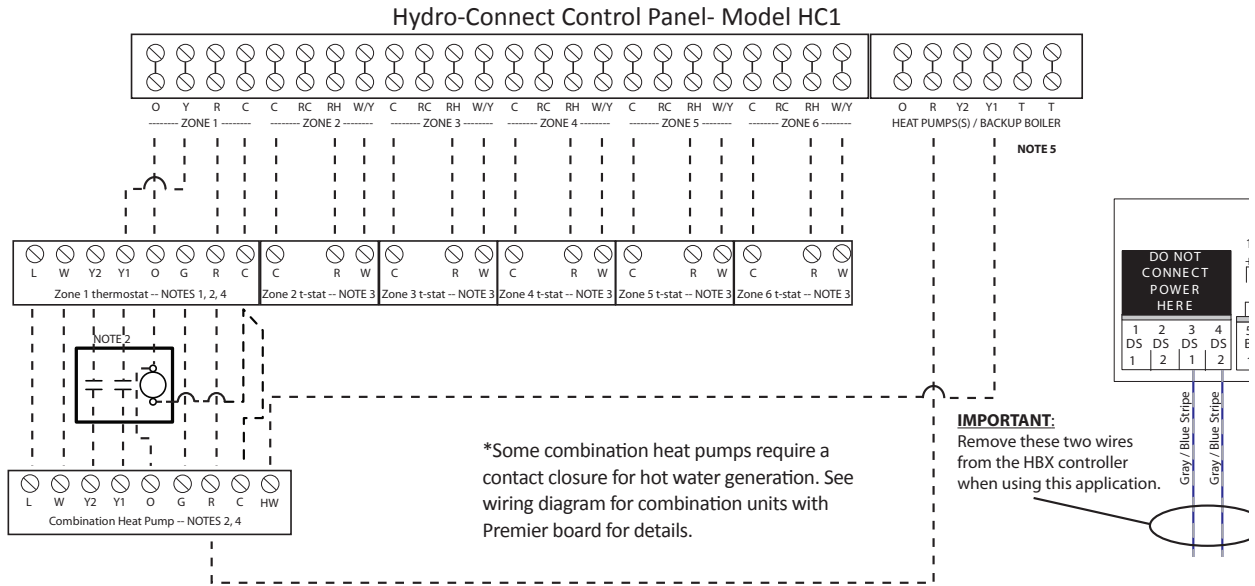 Hydro-Connect Control Panel- Model HC1
O Y R C C RC RH W/Y C RC RH W/Y C RC RH W/Y C RC RH W/Y C RC RH W/Y O R Y2 Y1 T T
-------- ZONE 1 -------- -------- ZONE 2 -------- -------- ZONE 3 -------- -------- ZONE 4 -------- -------- ZONE 5 -------- -------- ZONE 6 -------- HEAT PUMPS(S) / BACKUP BOILER
NOTE 5
L W Y2 Y1 O G R C C R W C R W C R W C R W C R W
Zone 1 thermostat -- NOTES 1, 2, 4 Zone 2 t-stat -- NOTE 3 Zone 3 t-stat -- NOTE 3 Zone 4 t-stat -- NOTE 3 Zone 5 t-stat -- NOTE 3 Zone 6 t-stat -- NOTE 3
NOTE 2
L W Y2 Y1 O G R C HW
Combination Heat Pump -- NOTES 2, 4
*Some combination heat pumps require a
contact closure for hot water generation. See
wiring diagram for combination units with
Premier board for details.
DO NOT
CONNECT
POWER
HERE
1 2 3 4
DS DS DS DS
1 2 1 2
IMPORTANT:
Remove these two wires
from the HBX controller
when using this application.
Gray / Blue Stripe
Gray / Blue Stripe